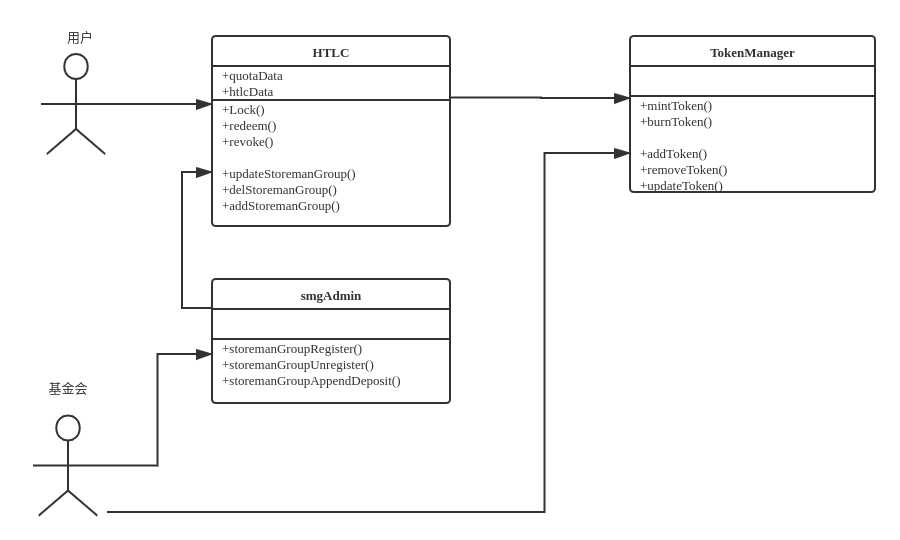 用户
HTLC
+quotaData
+htlcData
+Lock()
+redeem()
+revoke()
+updateStoremanGroup()
+delStoremanGroup()
+addStoremanGroup()
TokenManager
+mintToken()
+burnToken()
+addToken()
+removeToken()
+updateToken()
smgAdmin
+storemanGroupRegister()
+storemanGroupUnregister()
+storemanGroupAppendDeposit()
基金会